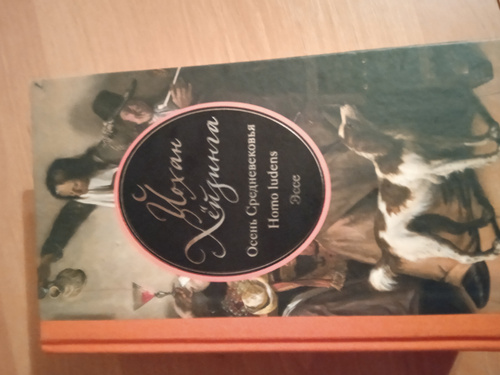 Йохан
Хёйзинга
Осень Средневековья
Homo ludens
Эссе